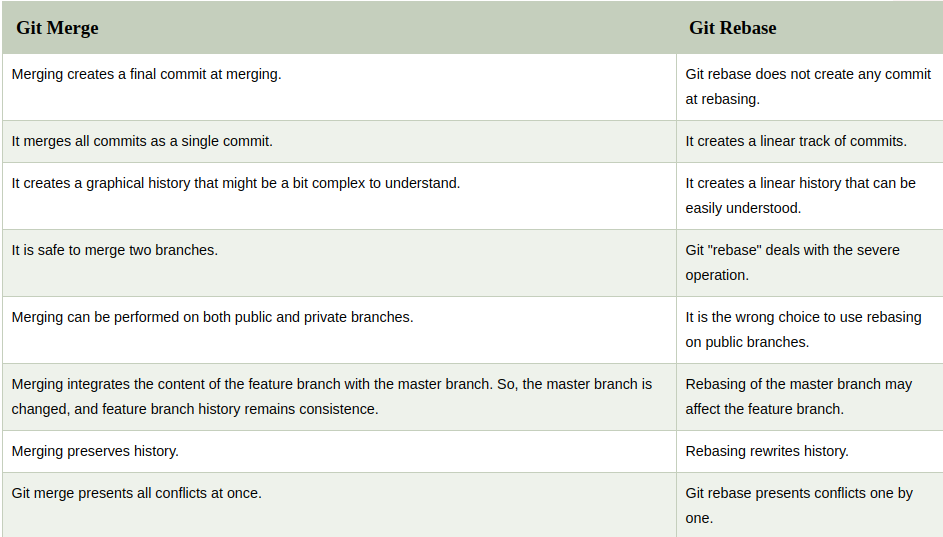 Git Merge
Git Rebase
Merging creates a final commit at merging.
Git rebase does not create any commit
at rebasing.
It merges all commits as a single commit.
It creates a linear track of commits.
It creates a graphical history that might be a bit complex to understand.
It creates a linear history that can be
easily understood.
It is safe to merge two branches.
Git "rebase" deals with the severe
operation.
Merging can be performed on both public and private branches.
It is the wrong choice to use rebasing
on public branches.
Merging integrates the content of the feature branch with the master branch. So, the master branch is
changed, and feature branch history remains consistence.
Rebasing of the master branch may
affect the feature branch.
Merging preserves history.
Rebasing rewrites history.
Git merge presents all conflicts at once.
Git rebase presents conflicts one by
one.